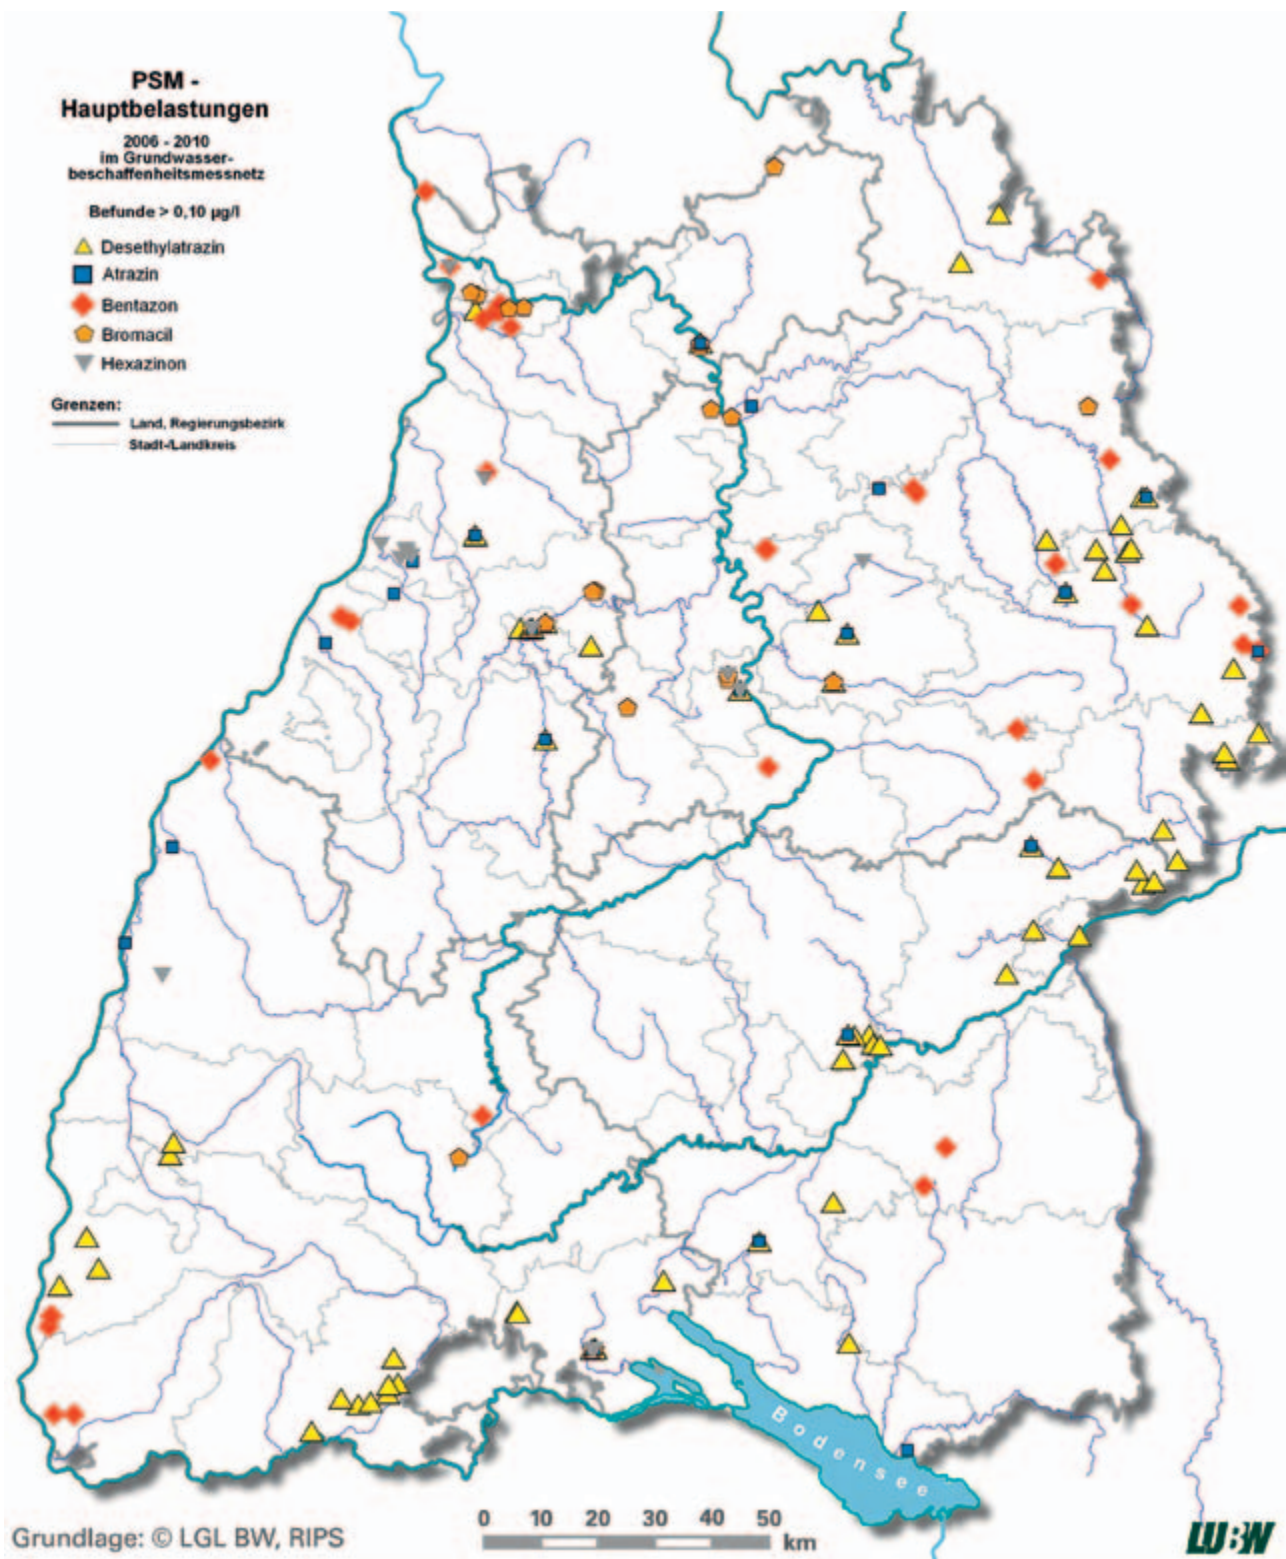 PSM -
Hauptbelastungen
2006 - 2010
im Grundwasser-
beschaffenheitsmessnetz
Befunde > 0,10 µg/l
Desethylatrazin
Atrazin
Bentazon
Bromacil
Hexazinon
Grenzen:
Land, Regierungsbezirk
Stadt-/Landkreis
Bodensee
0 10 20 30 40 50
km
Grundlage: © LGL BW, RIPS
LUBW